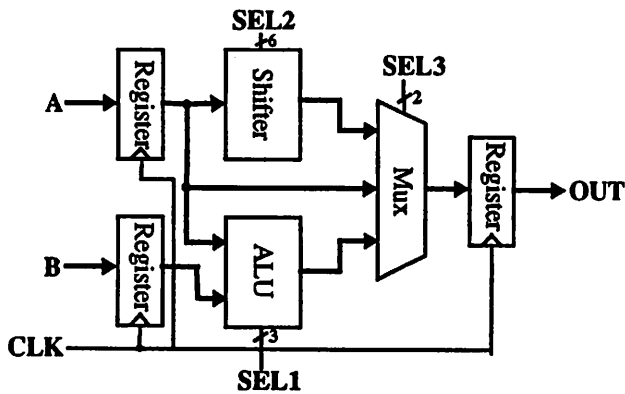 SEL2
6
Register
Shifter
SEL3
2
A
Mux
Register
OUT
Register
ALU
B
CLK
3
SEL1